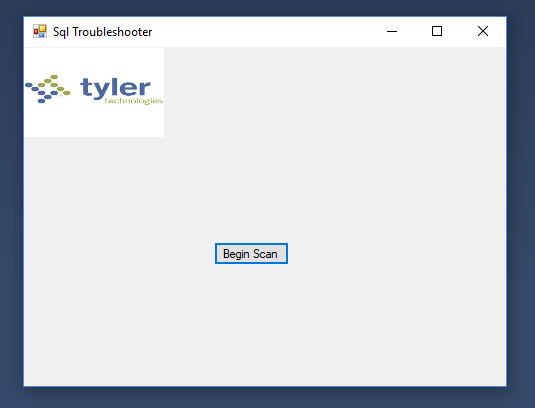 Sql Troubleshooter
tyler
technologies
Begin Scan